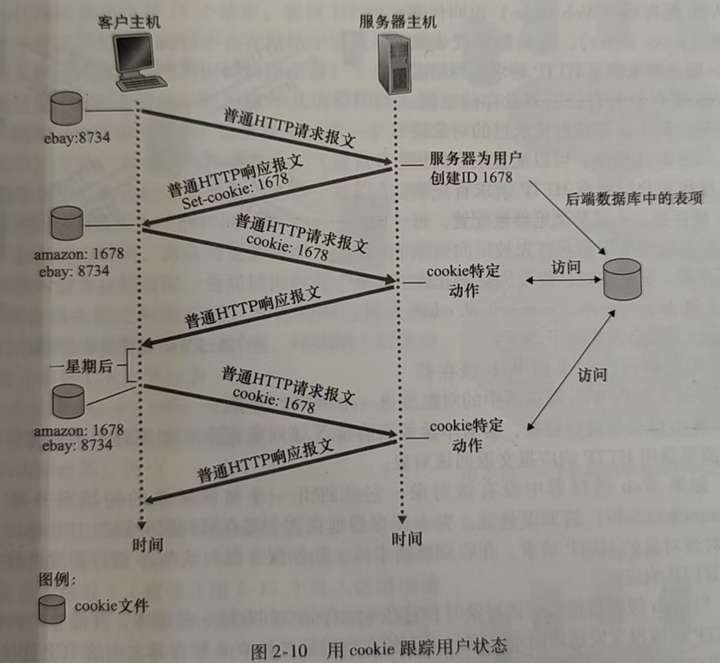 客户主机
服务器主机
ebay:8734
普通HTTP请求报文
服务器为用户
创建ID 1678
普通HTTP响应报文
Set-cookie: 1678
后端数据库中的表项
普通HTTP请求报文
cookie: 1678
amazon: 1678
ebay: 8734
cookie特定
动作
访问
普通HTTP响应报文
一星期后
普通HTTP请求报文
cookie: 1678
访问
amazon: 1678
ebay: 8734
cookie特定
动作
普通HTTP响应报文
时间
时间
图例:
cookie文件
图 2-10 用 cookie 跟踪用户状态